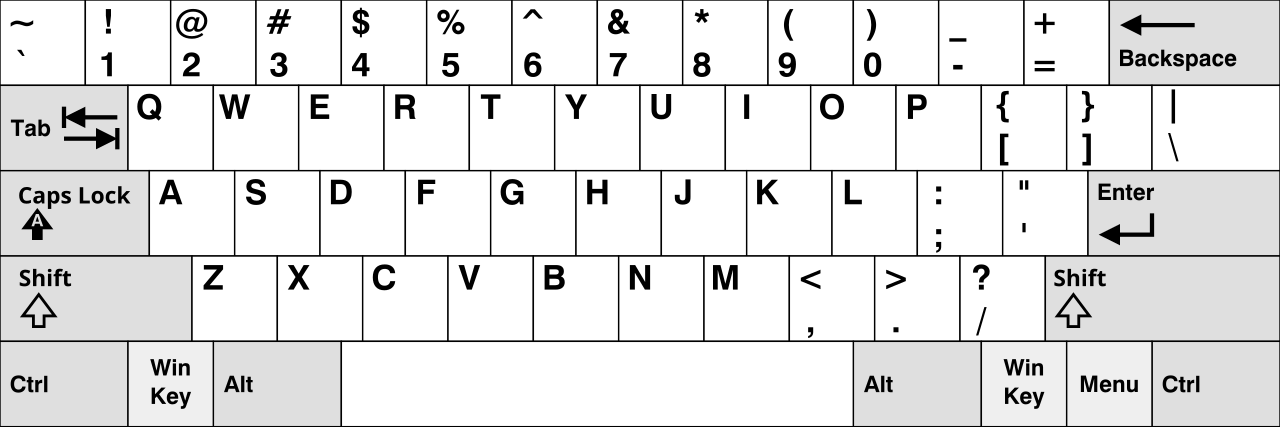 ~ ! @ # $ % ^ & * ( ) _ +
` 1 2 3 4 5 6 7 8 9 0 - = Backspace
Tab Q W E R T Y U I O P { } |
[ ] \
Caps Lock A S D F G H J K L : " Enter
A ; '
Shift Z X C V B N M < > ? Shift
, . /
Ctrl Win Key Alt Alt Win Key Menu Ctrl